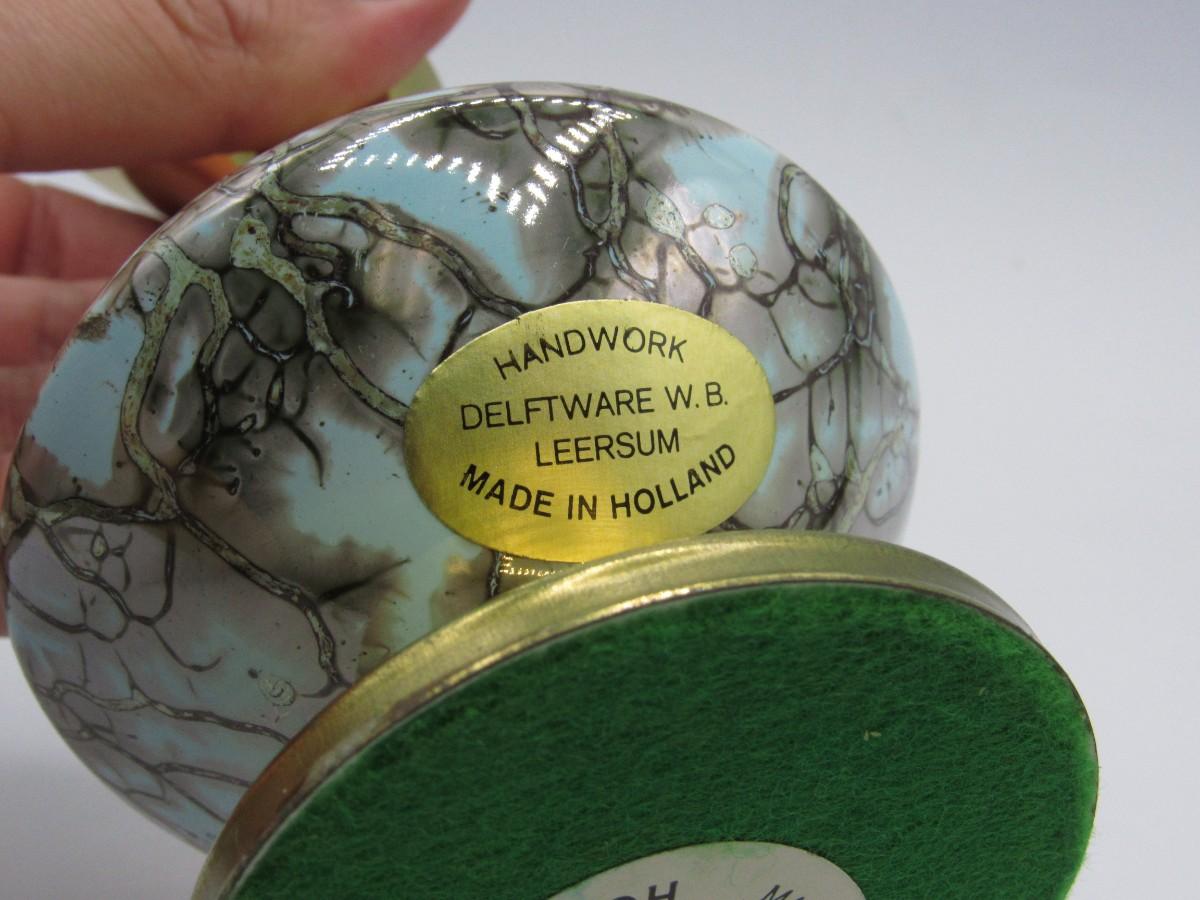 HANDWORK
DELFTWARE W.B.
LEERSUM
MADE IN HOLLAND